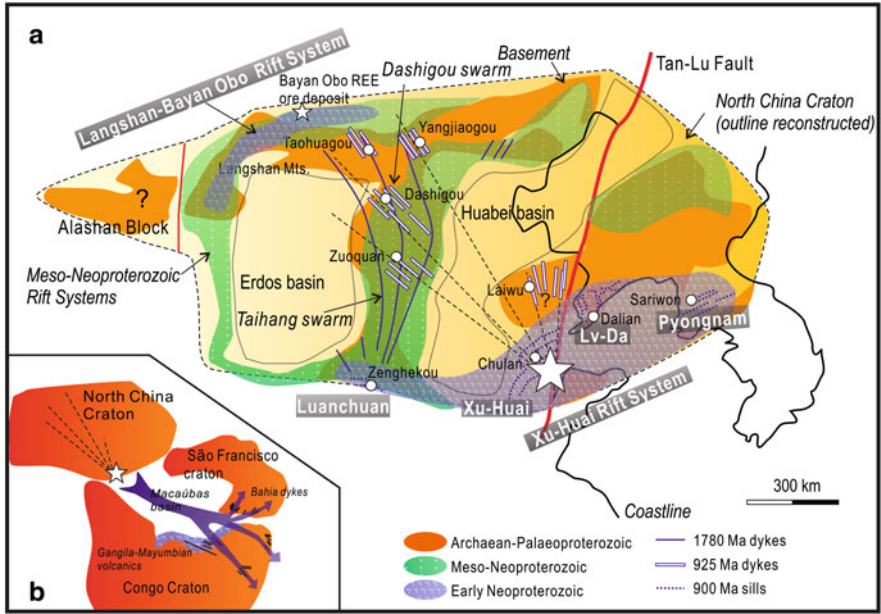 a
Langshan-Bayan Obo Rift System
Bayan Obo REE
ore deposit
Dashigou swarm
Basement
Tan-Lu Fault
North China Craton
(outline reconstructed)
Taohuagou
Yangjiaogou
Langshan Mts.
?
Alashan Block
Dashigou
Huabei basin
Meso-Neoproterozoic
Rift Systems
Zuoquan
Erdos basin
Taihang swarm
Laiwu
?
Sariwon
Dalian
Pyongnam
Lv-Da
Chulan
Zenghekou
Luanchuan
Xu-Huai
Xu-Huai Rift System
Coastline
300 km
North China
Craton
São Francisco
craton
Macaúbas
basin
Bahia dykes
Gangila-Mayumbian
volcanics
Congo Craton
b
Archaean-Palaeoproterozoic
Meso-Neoproterozoic
Early Neoproterozoic
1780 Ma dykes
925 Ma dykes
900 Ma sills